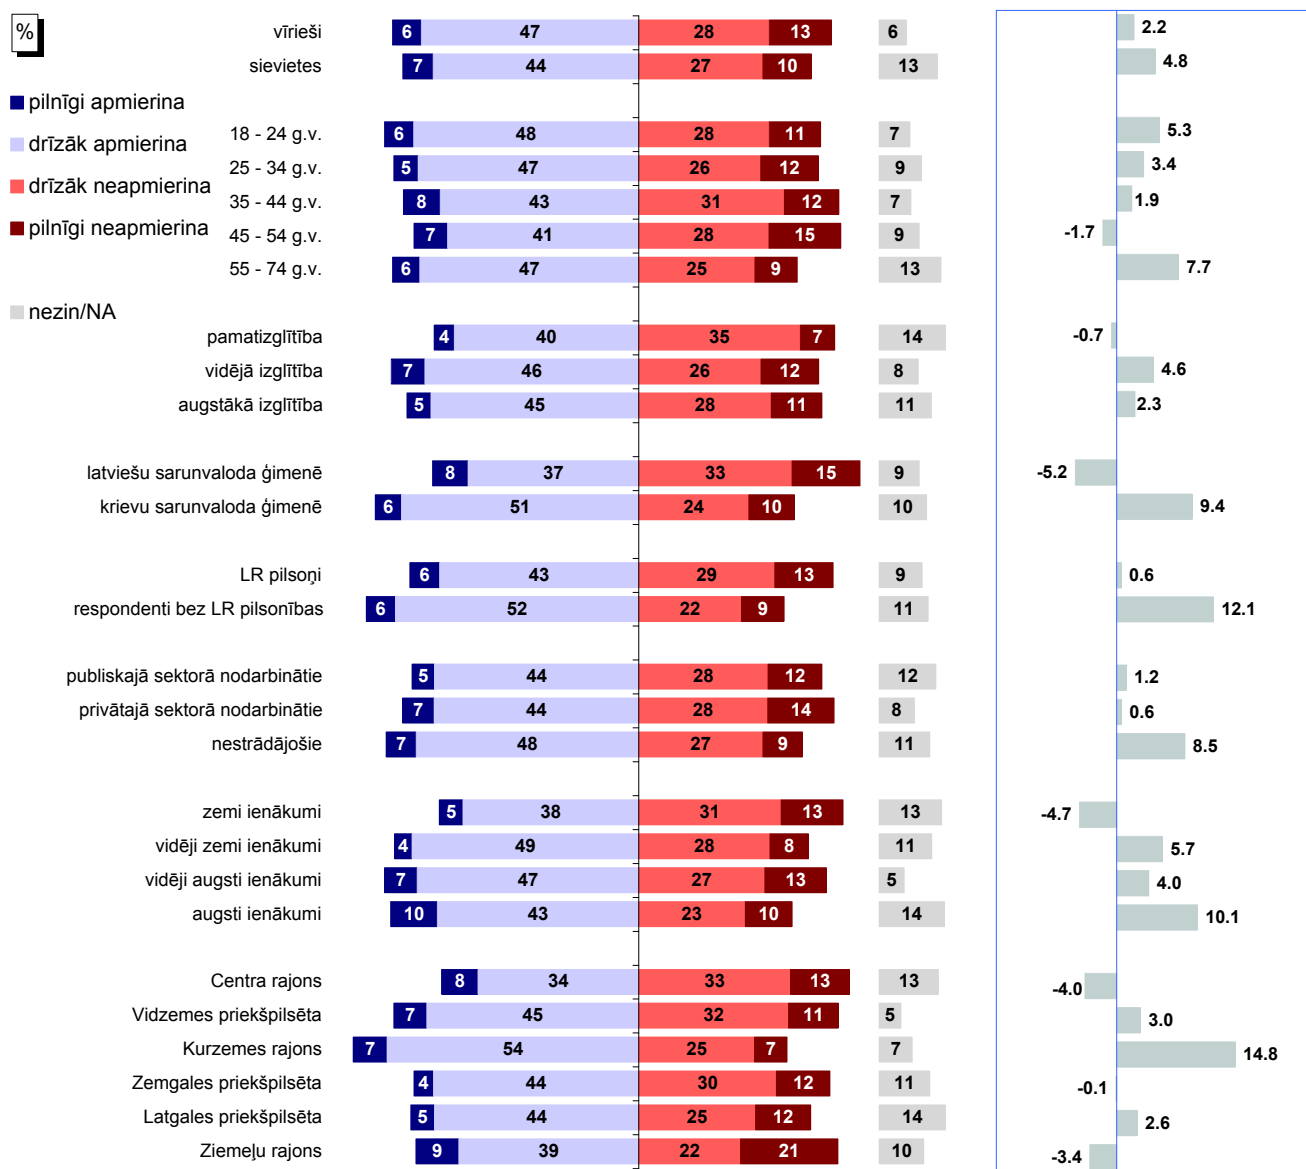 %
pilnīgi apmierina
drīzāk apmierina
drīzāk neapmierina
pilnīgi neapmierina
nezin/NA
vīrieši 6 47 28 13 6 2.2
sievietes 7 44 27 10 13 4.8
18 - 24 g.v. 6 48 28 11 7 5.3
25 - 34 g.v. 5 47 26 12 9 3.4
35 - 44 g.v. 8 43 31 12 7 1.9
45 - 54 g.v. 7 41 28 15 9 -1.7
55 - 74 g.v. 6 47 25 9 13 7.7
pamatizglītība 4 40 35 7 14 -0.7
vidējā izglītība 7 46 26 12 8 4.6
augstākā izglītība 5 45 28 11 11 2.3
latviešu sarunvaloda ģimenē 8 37 33 15 9 -5.2
krievu sarunvaloda ģimenē 6 51 24 10 10 9.4
LR pilsoņi 6 43 29 13 9 0.6
respondenti bez LR pilsonības 6 52 22 9 11 12.1
publiskajā sektorā nodarbinātie 5 44 28 12 12 1.2
privātajā sektorā nodarbinātie 7 44 28 14 8 0.6
nestrādājošie 7 48 27 9 11 8.5
zemi ienākumi 5 38 31 13 13 -4.7
vidēji zemi ienākumi 4 49 28 8 11 5.7
vidēji augsti ienākumi 7 47 27 13 5 4.0
augsti ienākumi 10 43 23 10 14 10.1
Centra rajons 8 34 33 13 13 -4.0
Vidzemes priekšpilsēta 7 45 32 11 5 3.0
Kurzemes rajons 7 54 25 7 7 14.8
Zemgales priekšpilsēta 4 44 30 12 11 -0.1
Latgales priekšpilsēta 5 44 25 12 14 2.6
Ziemeļu rajons 9 39 22 21 10 -3.4